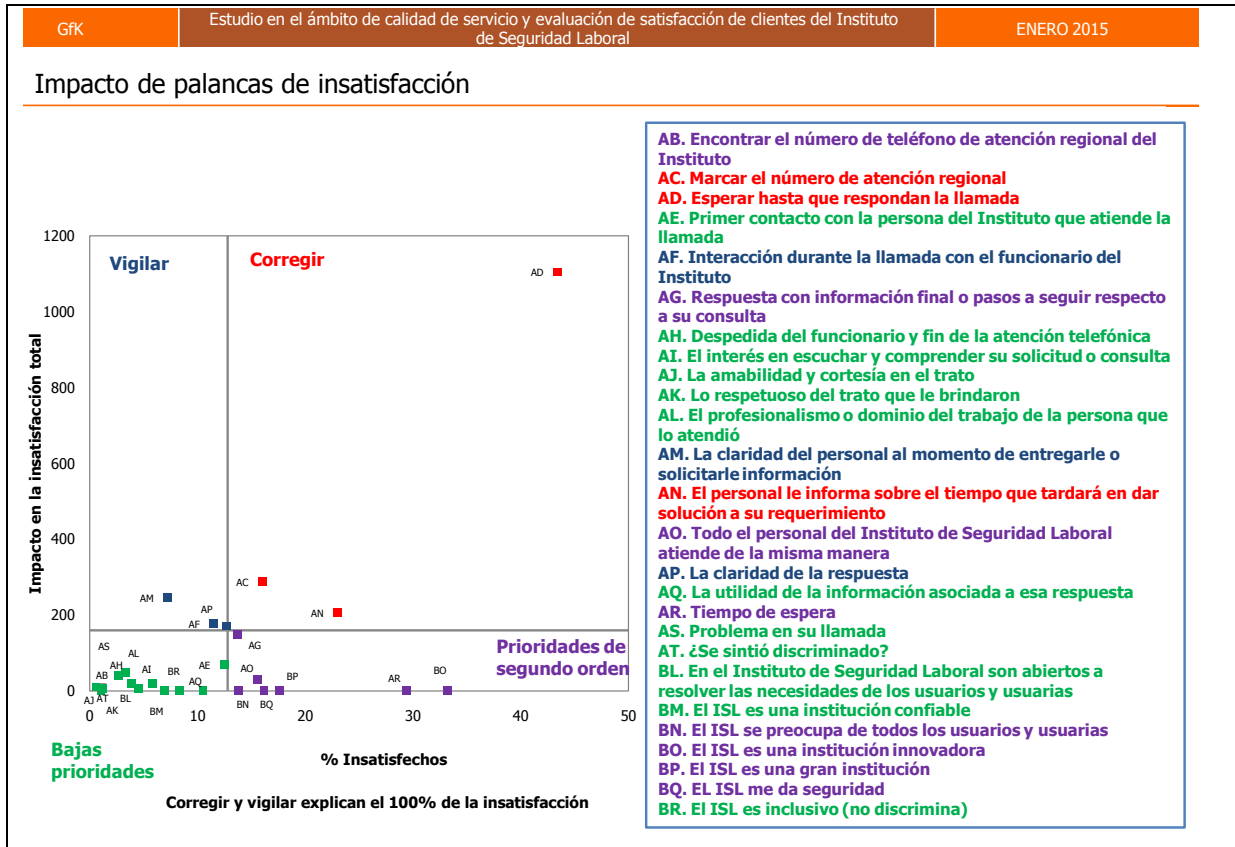 GfK
Estudio en el ámbito de calidad de servicio y evaluación de satisfacción de clientes del Instituto
de Seguridad Laboral
ENERO 2015
Impacto de palancas de insatisfacción
Impacto en la insatisfacción total
1200
1000
800
600
400
200
0
Vigilar
Corregir
AD
AC
AN
AM
AP
AF
AG
Prioridades de
segundo orden
AS
AL
AH
AI
BR
AE
AO
BP
AR
BO
AB
AQ
AJ
AT
BL
AK
BM
BN
BQ
0
10
20
30
40
50
Bajas
prioridades
% Insatisfechos
Corregir y vigilar explican el 100% de la insatisfacción
AB. Encontrar el número de teléfono de atención regional del
Instituto
AC. Marcar el número de atención regional
AD. Esperar hasta que respondan la llamada
AE. Primer contacto con la persona del Instituto que atiende la
llamada
AF. Interacción durante la llamada con el funcionario del
Instituto
AG. Respuesta con información final o pasos a seguir respecto
a su consulta
AH. Despedida del funcionario y fin de la atención telefónica
AI. El interés en escuchar y comprender su solicitud o consulta
AJ. La amabilidad y cortesía en el trato
AK. Lo respetuoso del trato que le brindaron
AL. El profesionalismo o dominio del trabajo de la persona que
lo atendió
AM. La claridad del personal al momento de entregarle o
solicitarle información
AN. El personal le informa sobre el tiempo que tardará en dar
solución a su requerimiento
AO. Todo el personal del Instituto de Seguridad Laboral
atiende de la misma manera
AP. La claridad de la respuesta
AQ. La utilidad de la información asociada a esa respuesta
AR. Tiempo de espera
AS. Problema en su llamada
AT. ¿Se sintió discriminado?
BL. En el Instituto de Seguridad Laboral son abiertos a
resolver las necesidades de los usuarios y usuarias
BM. El ISL es una institución confiable
BN. El ISL se preocupa de todos los usuarios y usuarias
BO. El ISL es una institución innovadora
BP. El ISL es una gran institución
BQ. EL ISL me da seguridad
BR. El ISL es inclusivo (no discrimina)